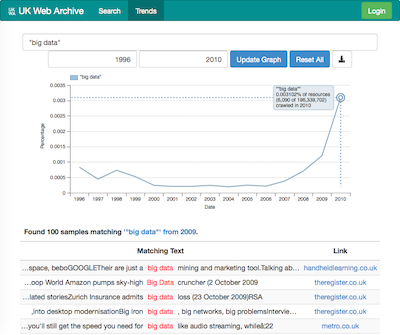 UK Web Archive Search Trends Login
"big data"
1996 2010 Update Graph Reset All
"big data"
""big data""
0.003102% of resources
(6,090 of 196,339,702)
crawled in 2010
0.0035
0.003
0.0025
0.002
0.0015
0.001
0.0005
0
Percentage
1996 1997 1998 1999 2000 2001 2002 2003 2004 2005 2006 2007 2008 2009 2010
Date
Found 100 samples matching '"big data"' from 2009.
Matching Text Link
...space, beboGOOGLETheir are just a big data mining and marketing tool.Talking ab... handheldlearning.co.uk
...oop World Amazon pumps sky-high Big Data Cruncher (2 October 2009 theregister.co.uk
...lated storiesZurich Insurance admits big data loss (23 October 2009)RSA theregister.co.uk
...,into desktop modernisationBig Iron big data , big networks, big problemsIntervie... theregister.co.uk
...you'll still get the speed you need for big data like audio streaming, while&#22 metro.co.uk